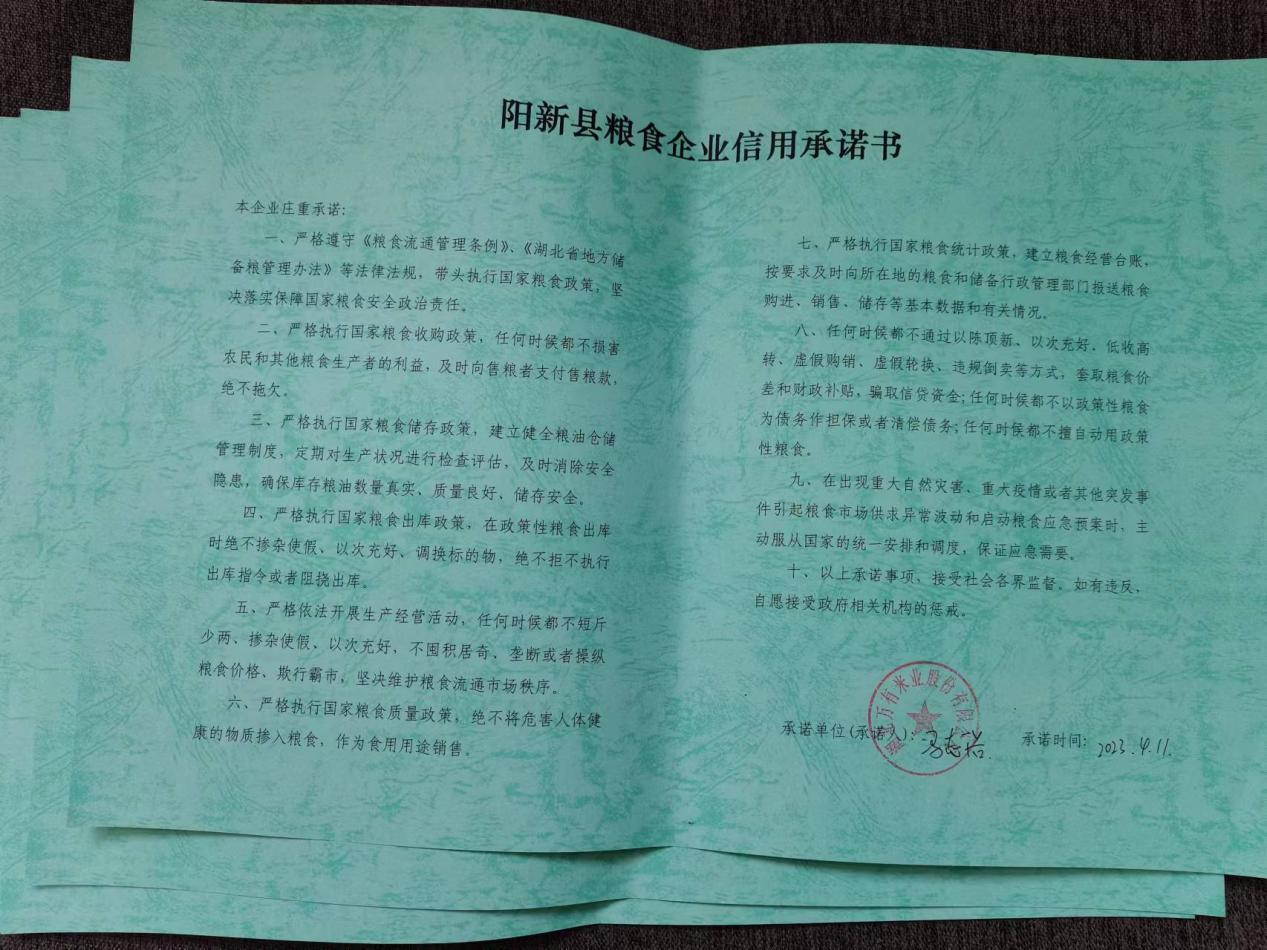 阳新县粮食企业信用承诺书
本企业庄重承诺:
一、严格遵守《粮食流通管理条例》、《湖北省地方储
备粮管理办法》等法律法规，带头执行国家粮食政策，坚
决落实保障国家粮食安全政治责任。
二、严格执行国家粮食收购政策，任何时候都不损害
农民和其他粮食生产者的利益，及时向售粮者支付售粮款，
绝不拖欠。
三、严格执行国家粮食储存政策，建立健全粮油仓储
管理制度，定期对生产状况进行检查评估，及时消除安全
隐患，确保库存粮油数量真实、质量良好、储存安全。
四、严格执行国家粮食出库政策，在政策性粮食出库
时绝不掺杂使假、以次充好、调换标的物，绝不拒不执行
出库指令或者阻挠出库。
五、严格依法开展生产经营活动，任何时候都不短斤
少两、掺杂使假、以次充好，不囤积居奇、垄断或者操纵
粮食价格、欺行霸市，坚决维护粮食流通市场秩序。
六、严格执行国家粮食质量政策，绝不将危害人体健
康的物质掺入粮食，作为食用用途销售。
七、严格执行国家粮食统计政策，建立粮食经营台账，
按要求及时向所在地的粮食和储备行政管理部门报送粮食
购进、销售、储存等基本数据和有关情况。
八、任何时候都不通过以陈顶新、以次充好、低收高
转、虚假购销、虚假轮换、违规倒卖等方式，套取粮食价
差和财政补贴，骗取信贷资金;任何时候都不以政策性粮食
为债务作担保或者清偿债务;任何时候都不擅自动用政策
性粮食。
九、在出现重大自然灾害、重大疫情或者其他突发事
件引起粮食市场供求异常波动和启动粮食应急预案时，主
动服从国家的统一安排和调度，保证应急需要。
十、以上承诺事项，接受社会各界监督。如有违反，
自愿接受政府相关机构的惩戒。
万有米业股份有限
承诺单位(承诺人): 承诺时间: 2023.4.11.